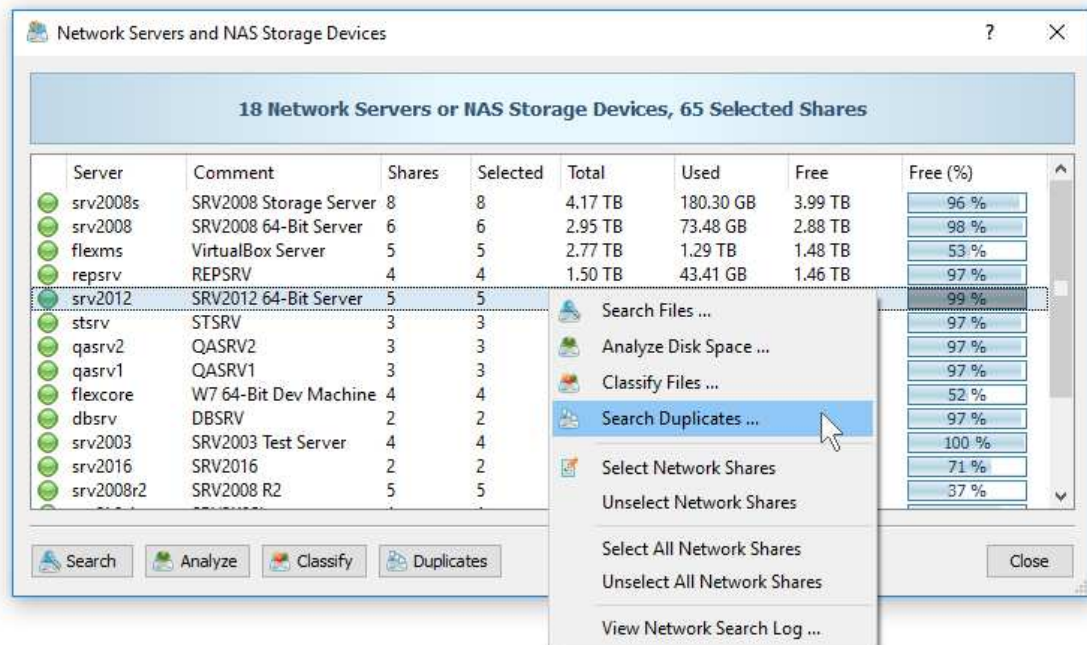 Network Servers and NAS Storage Devices ?
18 Network Servers or NAS Storage Devices, 65 Selected Shares
Server Comment Shares Selected Total Used Free Free (%)
srv2008s SRV2008 Storage Server 8 8 4.17 TB 180.30 GB 3.99 TB 96 %
srv2008 SRV2008 64-Bit Server 6 6 2.95 TB 73.48 GB 2.88 TB 98 %
flexms VirtualBox Server 5 5 2.77 TB 1.29 TB 1.48 TB 53 %
repsrv REPSRV 4 4 1.50 TB 43.41 GB 1.46 TB 97 %
srv2012 SRV2012 64-Bit Server 5 5 99 %
stsrv STSRV 3 3 97 %
qasrv2 QASRV2 3 3 97 %
qasrv1 QASRV1 3 3 97 %
flexcore W7 64-Bit Dev Machine 4 4 52 %
dbsrv DBSRV 2 2 97 %
srv2003 SRV2003 Test Server 4 4 100 %
srv2016 SRV2016 2 2 71 %
srv2008r2 SRV2008 R2 5 5 37 %
Search Files ...
Analyze Disk Space ...
Classify Files ...
Search Duplicates ...
Select Network Shares
Unselect Network Shares
Select All Network Shares
Unselect All Network Shares
View Network Search Log ...
Search Analyze Classify Duplicates Close